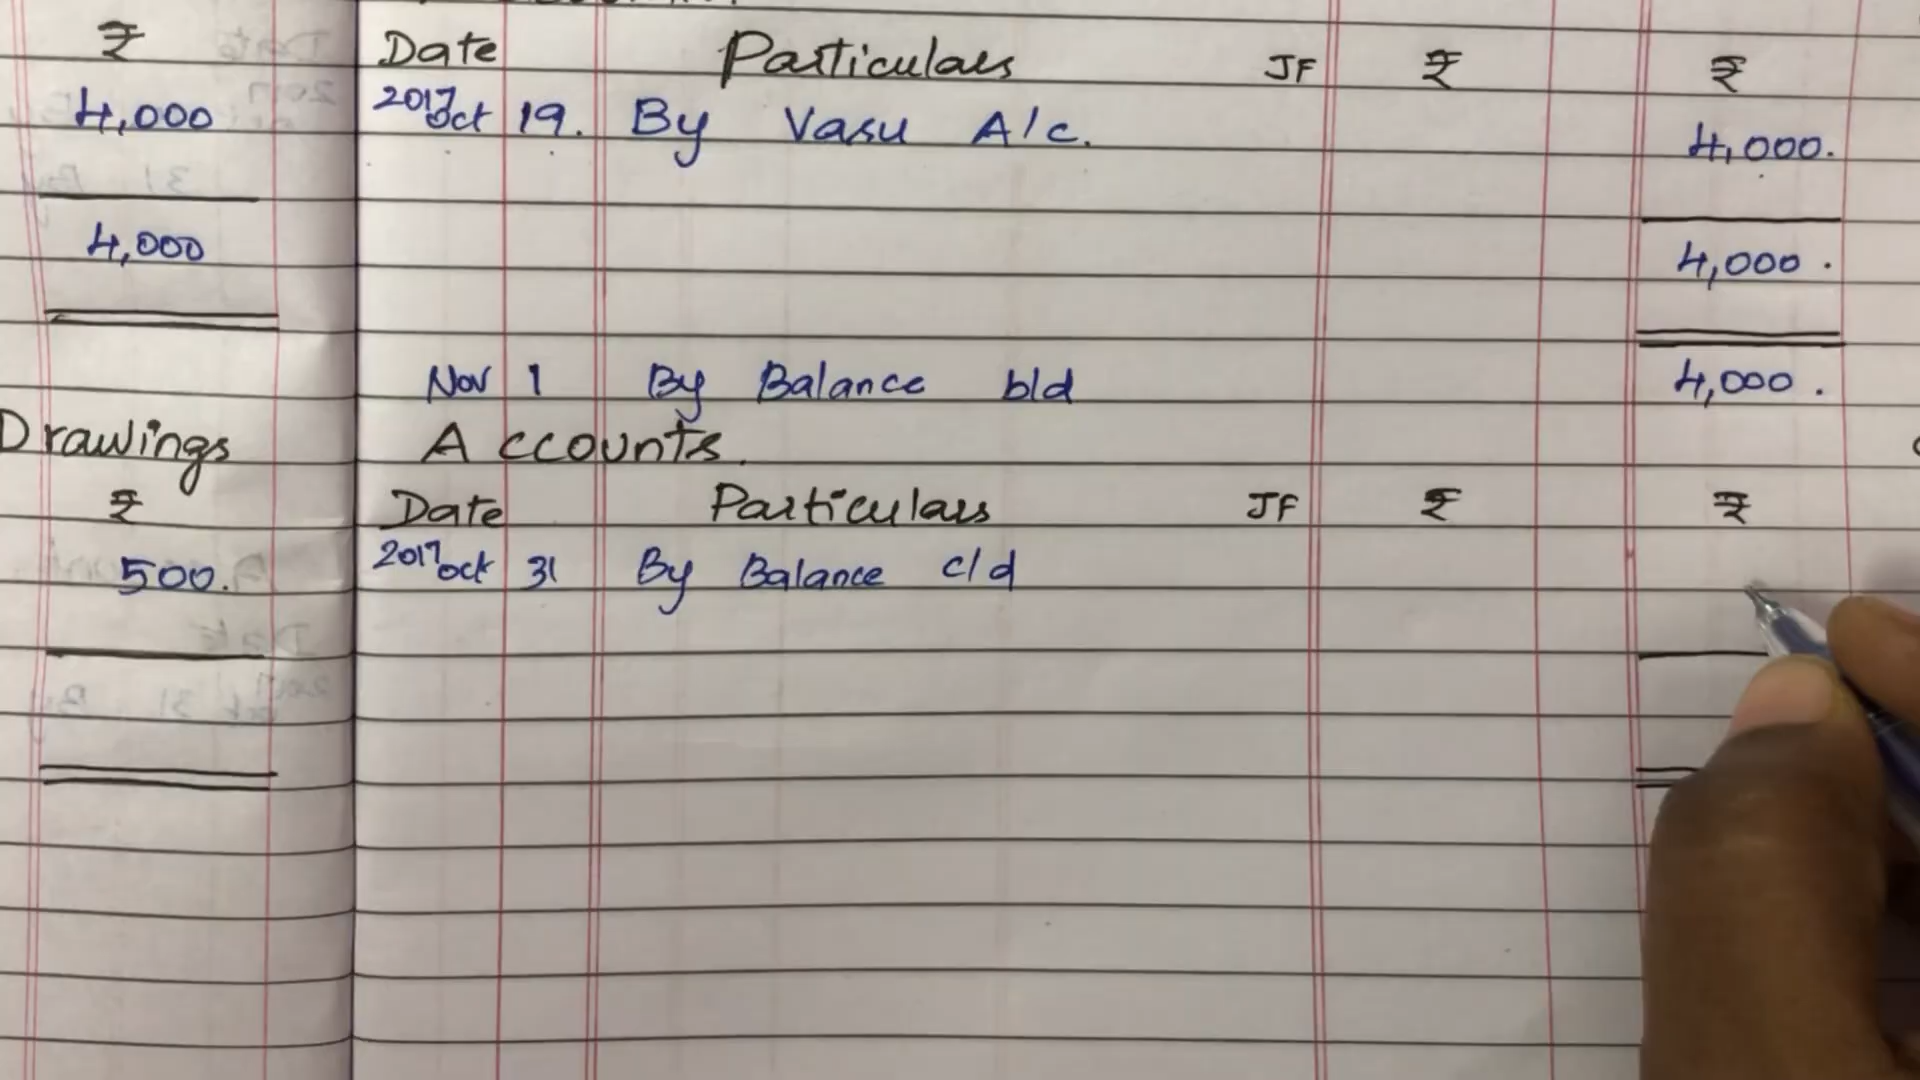 ₹ Date Particulars JF ₹ ₹
4,000 2017 Oct 19. By Vasu A/c. 4,000.
4,000 4,000.
Nov 1 By Balance b/d 4,000.
Drawings Accounts.
₹ Date Particulars JF ₹ ₹
500. 2017 Oct 31 By Balance c/d